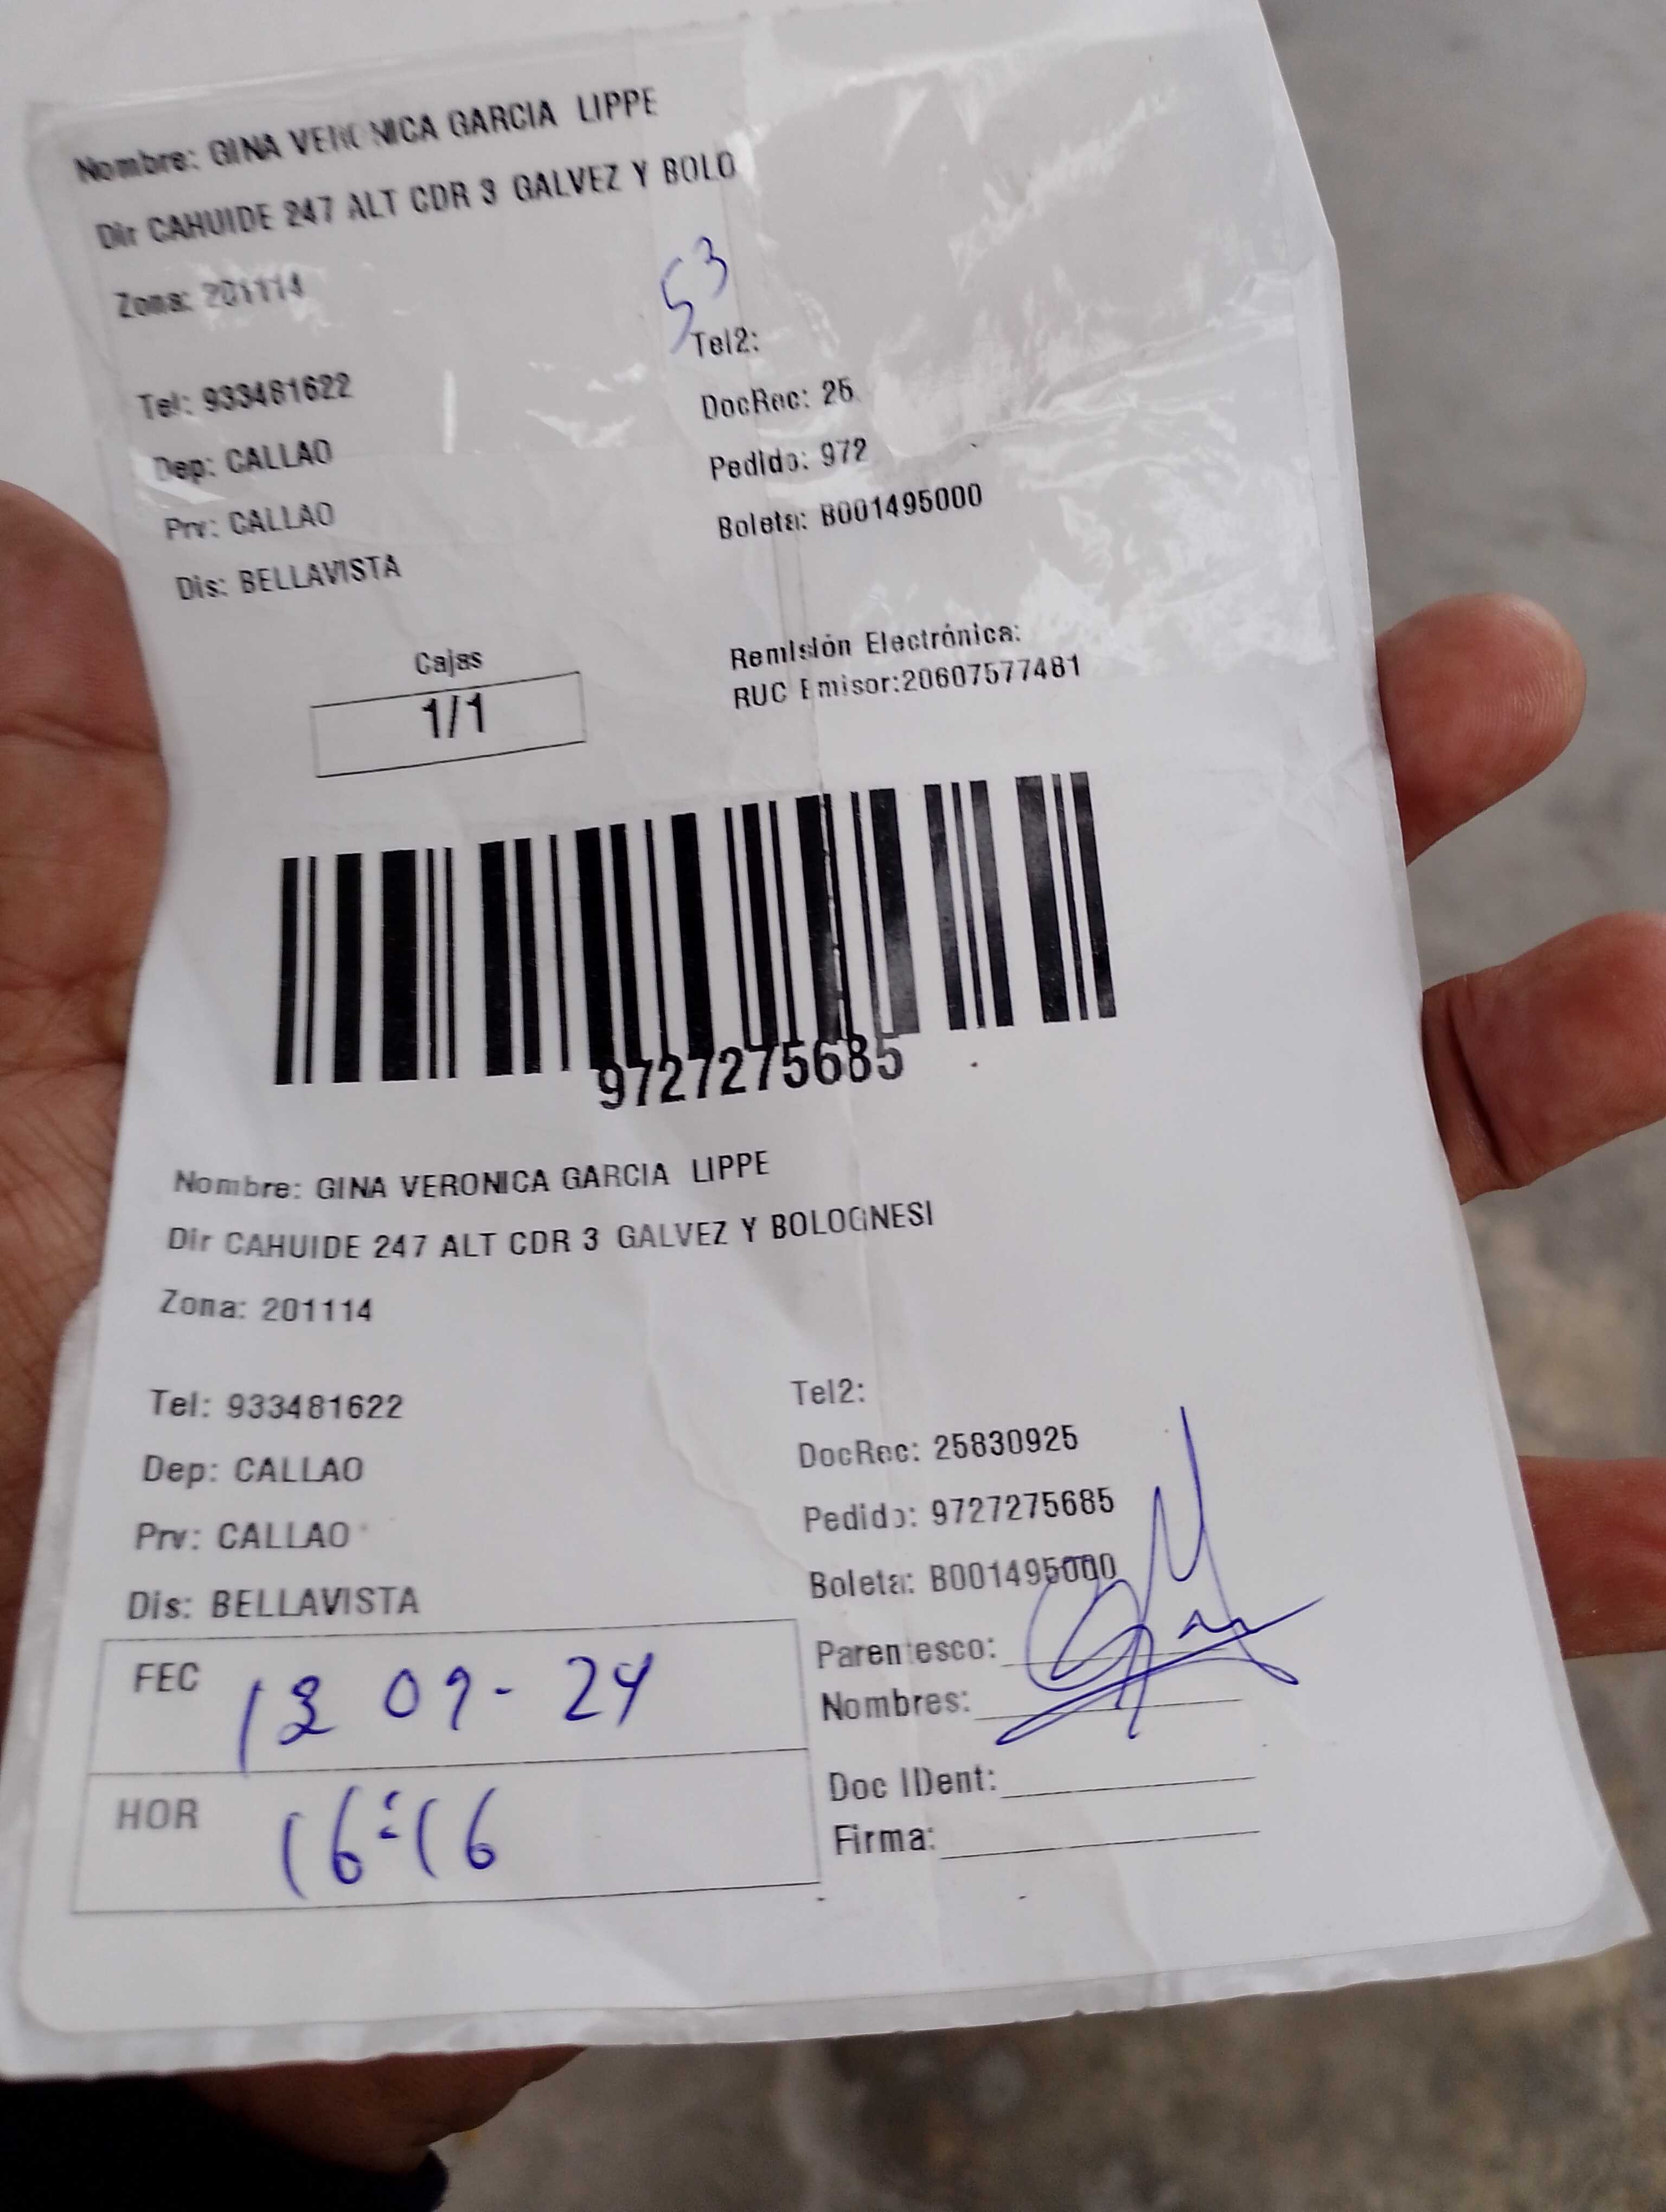 Nombre: GINA VERONICA GARCIA LIPPE
Dir CAHUIDE 247 ALT CDR 3 GALVEZ Y BOLO
53
Zona: 201114
Tel2:
Tel: 933481622
DocRec: 25
Dep: CALLAO
Pedido: 972
Prv: CALLAO
Boleta: B001495000
Dis: BELLAVISTA
Cajas
1/1
Remisión Electrónica:
RUC Emisor:20607577481
9727275685
Nombre: GINA VERONICA GARCIA LIPPE
Dir CAHUIDE 247 ALT CDR 3 GALVEZ Y BOLOGNESI
Zona: 201114
Tel2:
Tel: 933481622
DocRec: 25830925
Dep: CALLAO
Pedido: 9727275685
Prv: CALLAO
Boleta: B001495000
Dis: BELLAVISTA
Parentesco:
FEC 13 09-24
Nombres:
Doc IDent:
HOR 16:16
Firma: